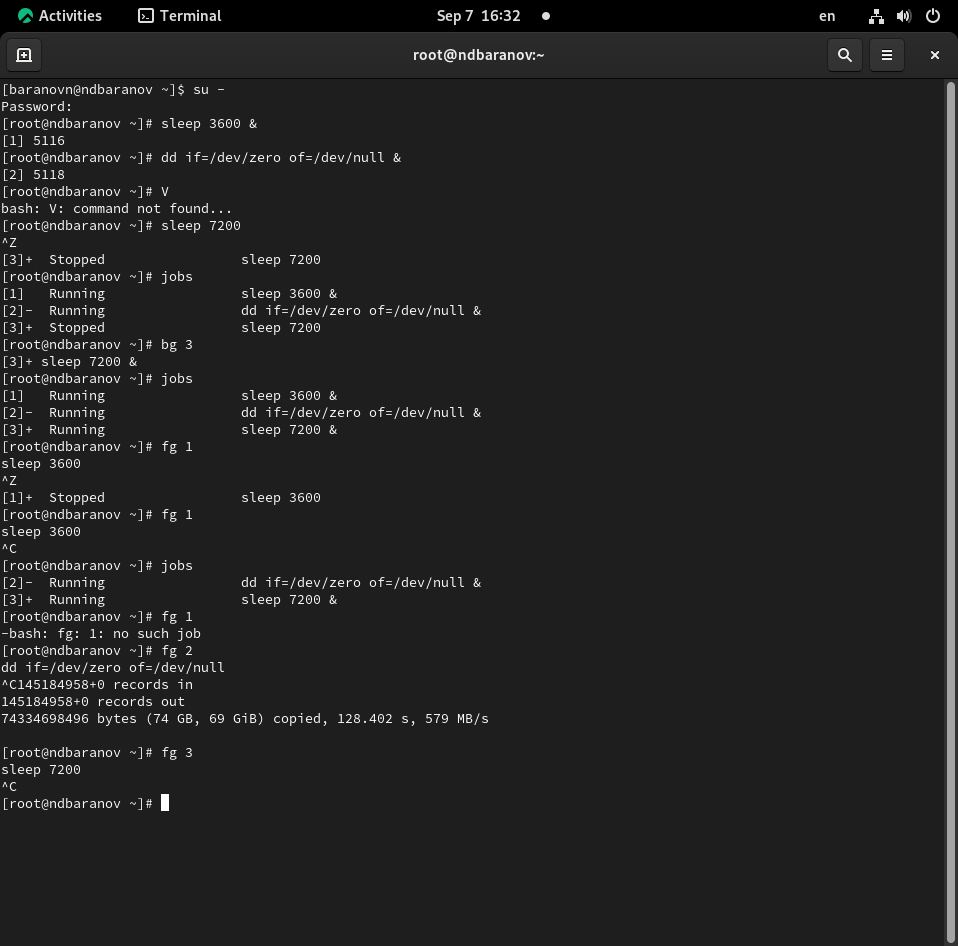 Activities Terminal Sep 7 16:32 en
root@ndbaranov:~
[baranovn@ndbaranov ~]$ su -
Password:
[root@ndbaranov ~]# sleep 3600 &
[1] 5116
[root@ndbaranov ~]# dd if=/dev/zero of=/dev/null &
[2] 5118
[root@ndbaranov ~]# V
bash: V: command not found...
[root@ndbaranov ~]# sleep 7200
^Z
[3]+  Stopped                 sleep 7200
[root@ndbaranov ~]# jobs
[1]   Running                 sleep 3600 &
[2]-  Running                 dd if=/dev/zero of=/dev/null &
[3]+  Stopped                 sleep 7200
[root@ndbaranov ~]# bg 3
[3]+ sleep 7200 &
[root@ndbaranov ~]# jobs
[1]   Running                 sleep 3600 &
[2]-  Running                 dd if=/dev/zero of=/dev/null &
[3]+  Running                 sleep 7200 &
[root@ndbaranov ~]# fg 1
sleep 3600
^Z
[1]+  Stopped                 sleep 3600
[root@ndbaranov ~]# fg 1
sleep 3600
^C
[root@ndbaranov ~]# jobs
[2]-  Running                 dd if=/dev/zero of=/dev/null &
[3]+  Running                 sleep 7200 &
[root@ndbaranov ~]# fg 1
-bash: fg: 1: no such job
[root@ndbaranov ~]# fg 2
dd if=/dev/zero of=/dev/null
^C145184958+0 records in
145184958+0 records out
74334698496 bytes (74 GB, 69 GiB) copied, 128.402 s, 579 MB/s
[root@ndbaranov ~]# fg 3
sleep 7200
^C
[root@ndbaranov ~]#